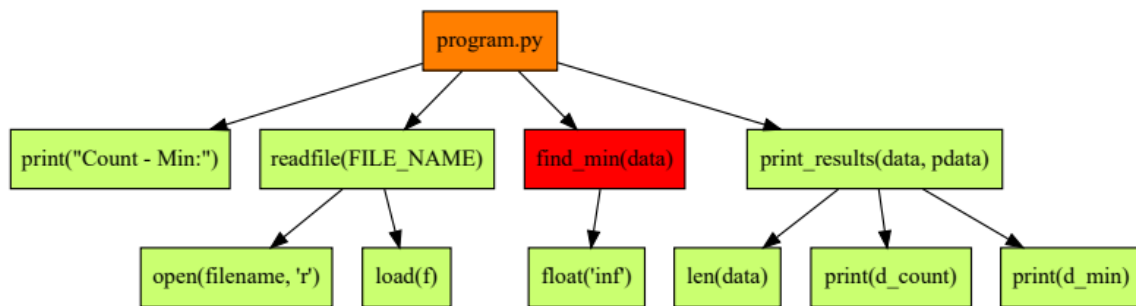 program.py
print("Count - Min:")
readfile(FILE_NAME)
find_min(data)
print_results(data, pdata)
open(filename, 'r')
load(f)
float('inf')
len(data)
print(d_count)
print(d_min)